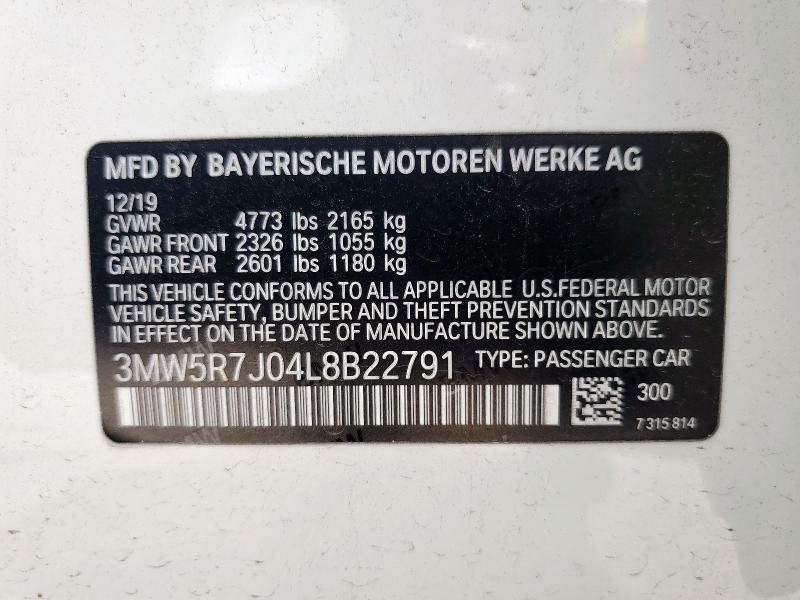 MFD BY BAYERISCHE MOTOREN WERKE AG
12/19
GVWR 4773 lbs 2165 kg
GAWR FRONT 2326 lbs 1055 kg
GAWR REAR 2601 lbs 1180 kg
THIS VEHICLE CONFORMS TO ALL APPLICABLE U.S.FEDERAL MOTOR
VEHICLE SAFETY, BUMPER AND THEFT PREVENTION STANDARDS
IN EFFECT ON THE DATE OF MANUFACTURE SHOWN ABOVE.
3MW5R7J04L8B22791 TYPE: PASSENGER CAR
300
7 315 814